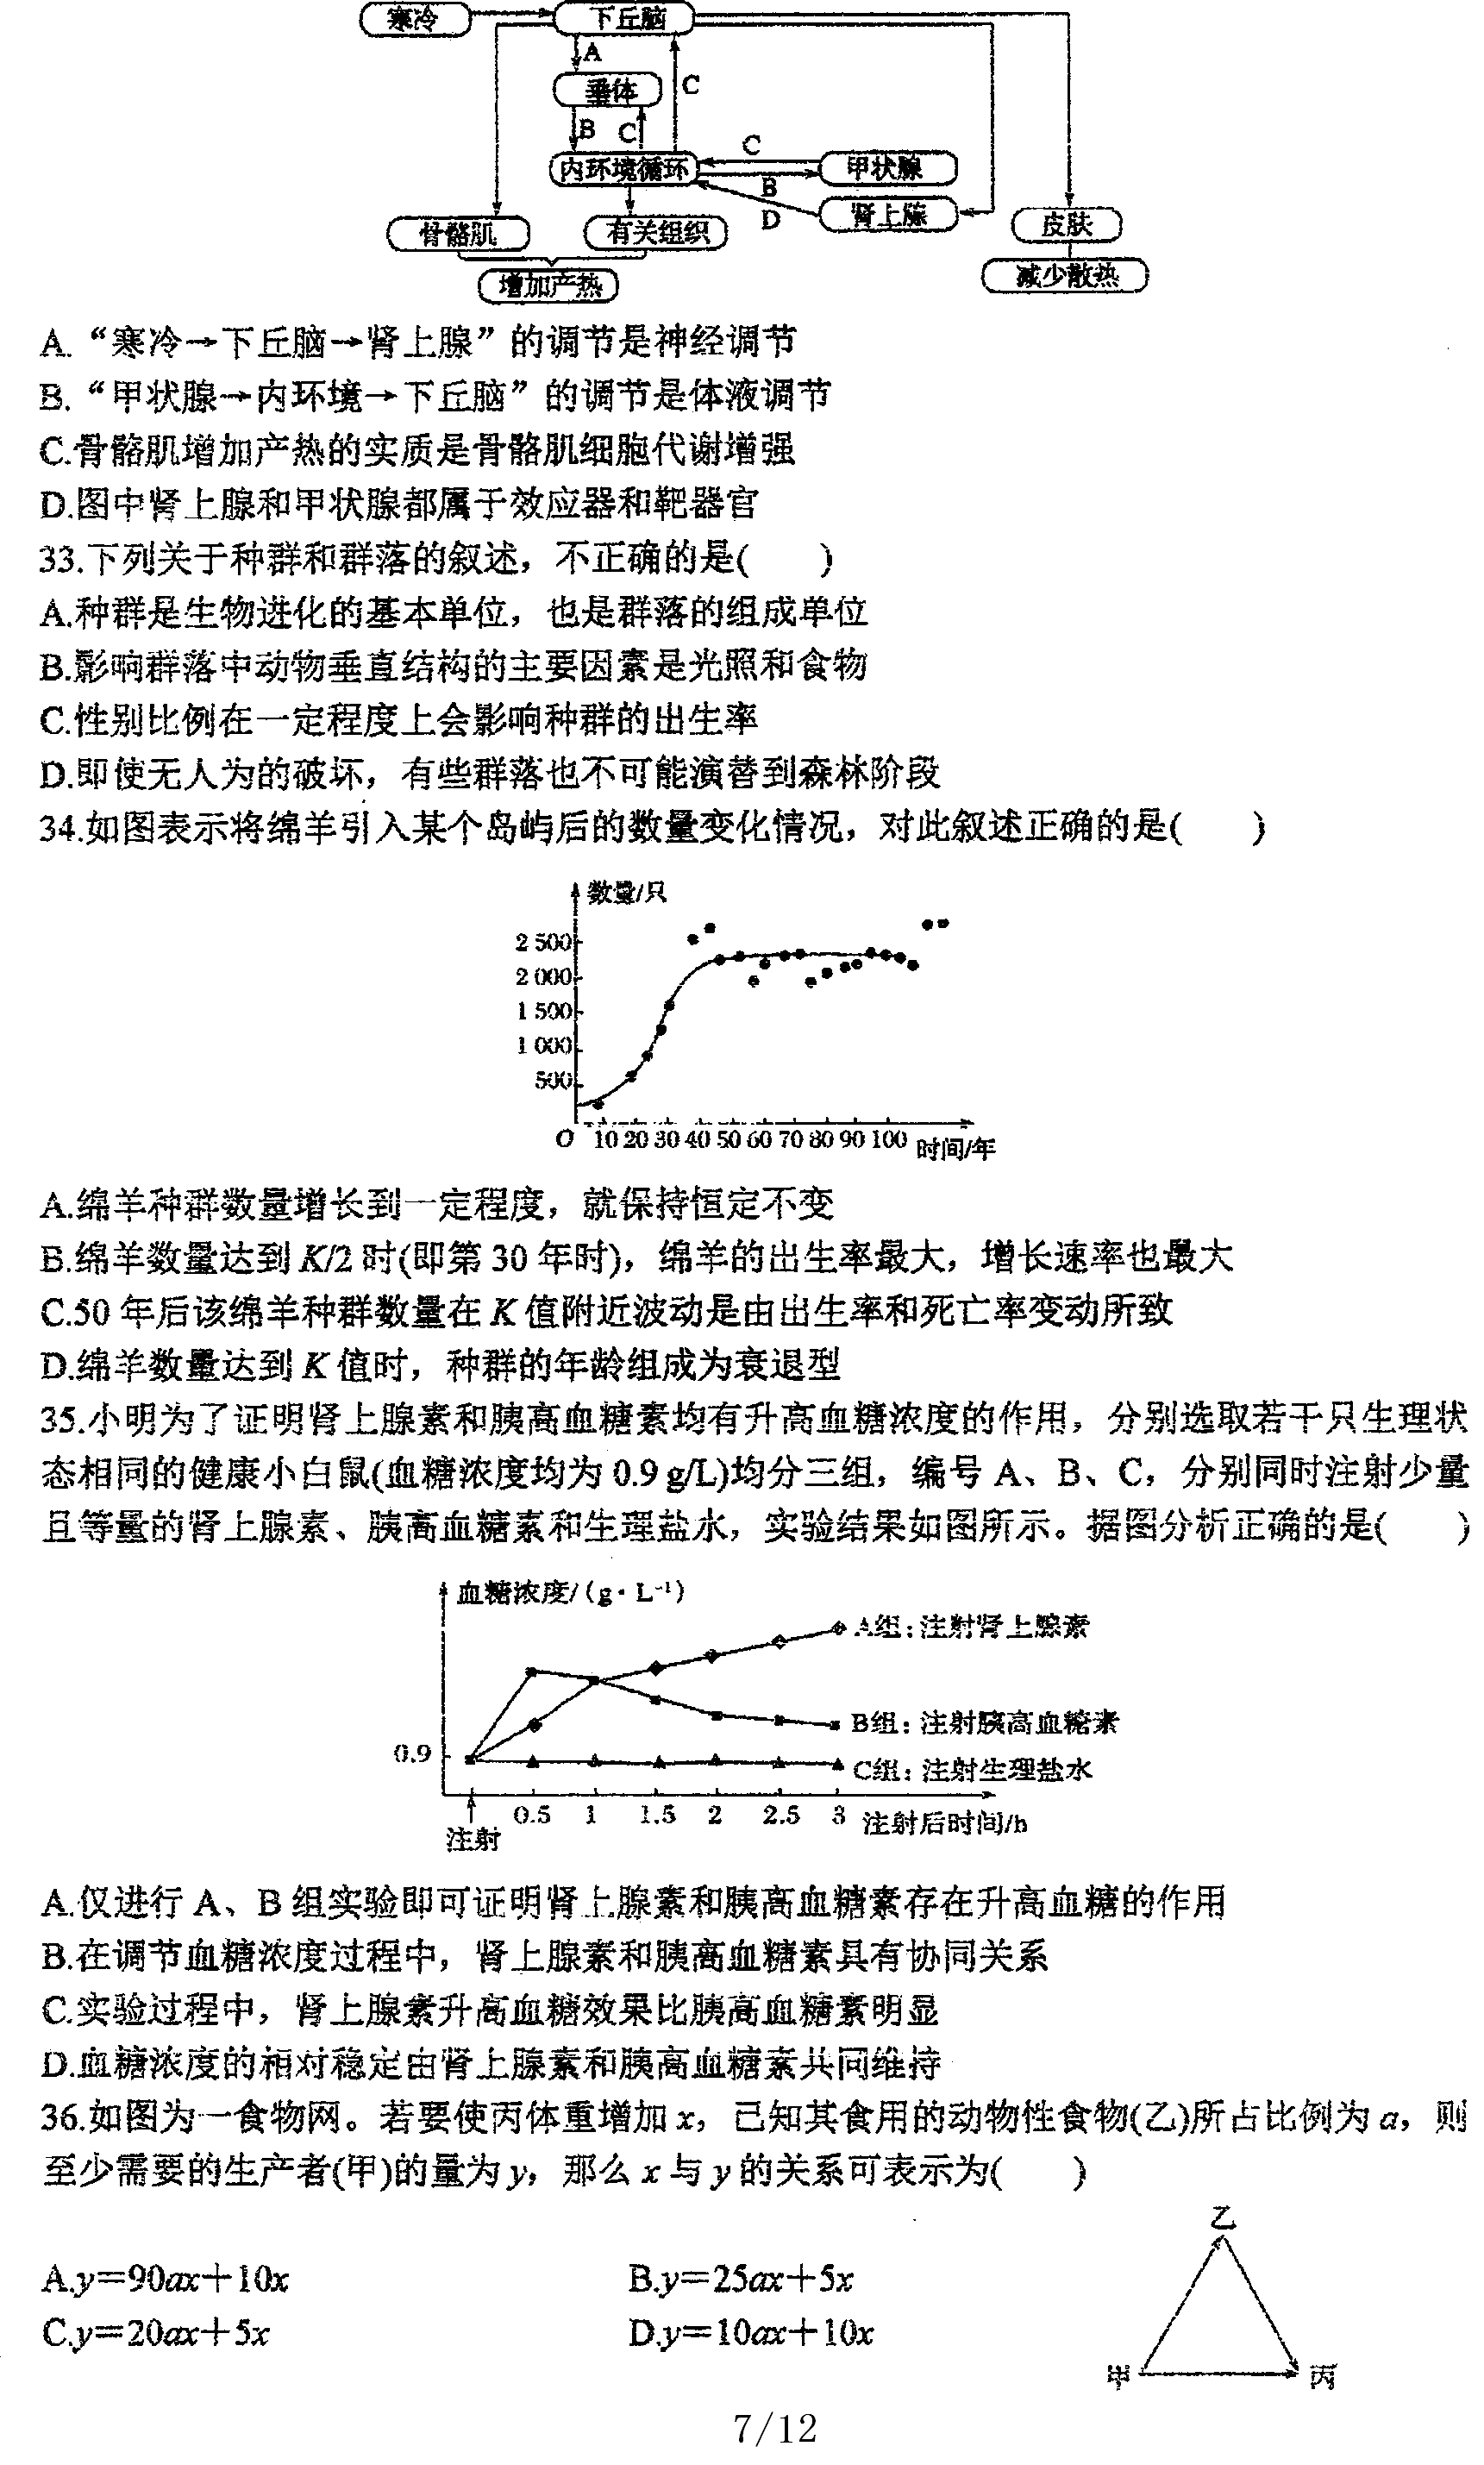 寒冷
下丘脑
A
垂体
C
B
C
内环境循环
C
B
甲状腺
D
肾上腺
骨骼肌
有关组织
皮肤
增加产热
减少散热
A.“寒冷→下丘脑→肾上腺”的调节是神经调节
B.“甲状腺→内环境→下丘脑”的调节是体液调节
C.骨骼肌增加产热的实质是骨骼肌细胞代谢增强
D.图中肾上腺和甲状腺都属于效应器和靶器官
33.下列关于种群和群落的叙述，不正确的是(　　)
A.种群是生物进化的基本单位，也是群落的组成单位
B.影响群落中动物垂直结构的主要因素是光照和食物
C.性别比例在一定程度上会影响种群的出生率
D.即使无人为的破坏，有些群落也不可能演替到森林阶段
34.如图表示将绵羊引入某个岛屿后的数量变化情况，对此叙述正确的是(　　)
数量/只
2 500
2 000
1 500
1 000
500
O 10 20 30 40 50 60 70 80 90 100 时间/年
A.绵羊种群数量增长到一定程度，就保持恒定不变
B.绵羊数量达到 K/2 时(即第 30 年时)，绵羊的出生率最大，增长速率也最大
C.50 年后该绵羊种群数量在 K 值附近波动是由出生率和死亡率变动所致
D.绵羊数量达到 K 值时，种群的年龄组成为衰退型
35.小明为了证明肾上腺素和胰高血糖素均有升高血糖浓度的作用，分别选取若干只生理状
态相同的健康小白鼠(血糖浓度均为 0.9 g/L)均分三组，编号 A、B、C，分别同时注射少量
且等量的肾上腺素、胰高血糖素和生理盐水，实验结果如图所示。据图分析正确的是(　　)
血糖浓度/(g·L⁻¹)
A组：注射肾上腺素
B组：注射胰高血糖素
0.9
C组：注射生理盐水
0.5 1 1.5 2 2.5 3 注射后时间/h
注射
A.仅进行 A、B 组实验即可证明肾上腺素和胰高血糖素存在升高血糖的作用
B.在调节血糖浓度过程中，肾上腺素和胰高血糖素具有协同关系
C.实验过程中，肾上腺素升高血糖效果比胰高血糖素明显
D.血糖浓度的相对稳定由肾上腺素和胰高血糖素共同维持
36.如图为一食物网。若要使丙体重增加 x，已知其食用的动物性食物(乙)所占比例为 a，则
至少需要的生产者(甲)的量为 y，那么 x 与 y 的关系可表示为(　　)
乙
A.y＝90ax＋10x　　B.y＝25ax＋5x
C.y＝20ax＋5x　　D.y＝10ax＋10x
甲　丙
7/12